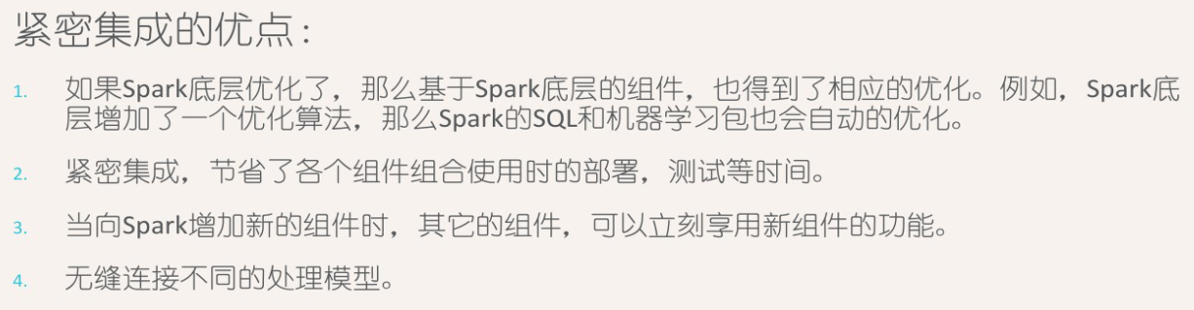 紧密集成的优点：
1. 如果Spark底层优化了，那么基于Spark底层的组件，也得到了相应的优化。例如，Spark底
层增加了一个优化算法，那么Spark的SQL和机器学习包也会自动的优化。
2. 紧密集成，节省了各个组件组合使用时的部署，测试等时间。
3. 当向Spark增加新的组件时，其它的组件，可以立刻享用新组件的功能。
4. 无缝连接不同的处理模型。